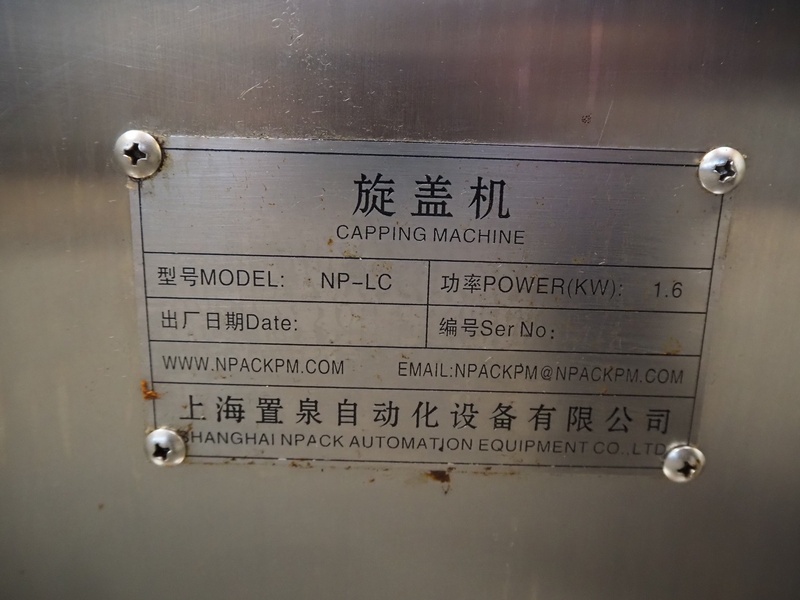 旋盖机
CAPPING MACHINE
型号MODEL: NP-LC 功率POWER(KW): 1.6
出厂日期Date: 编号Ser No:
WWW.NPACKPM.COM EMAIL:NPACKPM@NPACKPM.COM
上海置泉自动化设备有限公司
SHANGHAI NPACK AUTOMATION EQUIPMENT CO.,LTD